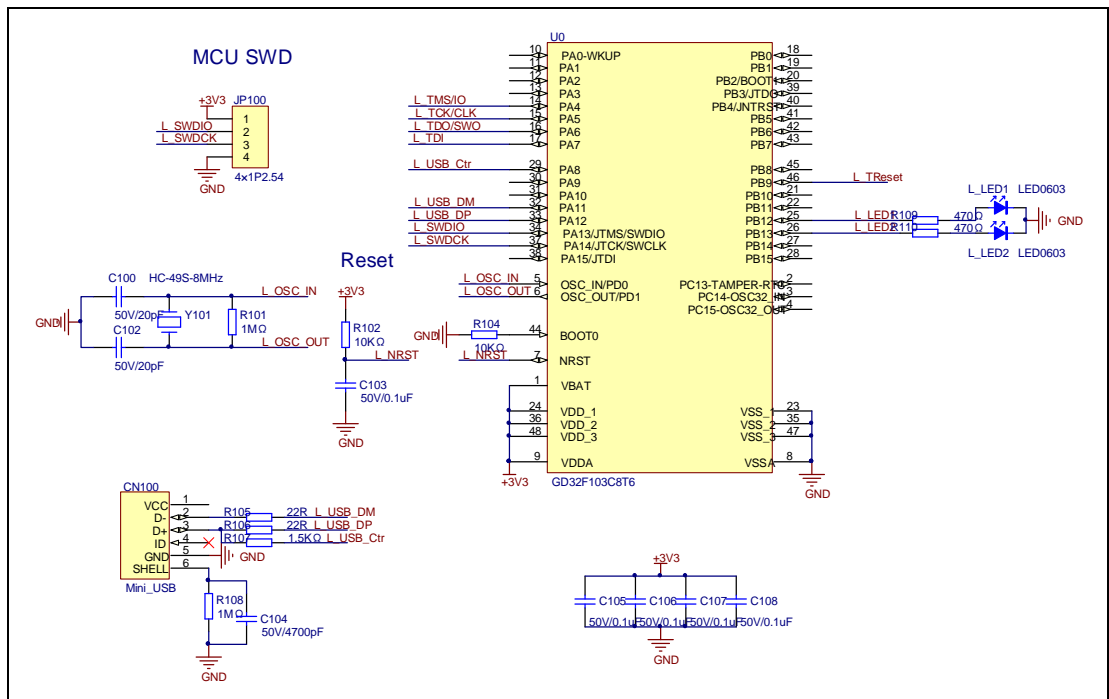 MCU SWD
+3V3
JP100
1
L_SWDIO 2
L_SWDCK 3
4
GND
4×1P2.54
U0
10 PA0-WKUP
11 PA1
12 PA2
13 PA3
L_TMS/IO 14 PA4
L_TCK/CLK 15 PA5
L_TDO/SWO 16 PA6
L_TDI 17 PA7
L_USB_Ctr 29 PA8
30 PA9
31 PA10
L_USB_DM 32 PA11
L_USB_DP 33 PA12
L_SWDIO 34 PA13/JTMS/SWDIO
L_SWDCK 37 PA14/JTCK/SWCLK
38 PA15/JTDI
L_OSC_IN 5 OSC_IN/PD0
L_OSC_OUT 6 OSC_OUT/PD1
GND R104 10KΩ 44 BOOT0
L_NRST 7 NRST
1 VBAT
24 VDD_1
36 VDD_2
48 VDD_3
9 VDDA
+3V3
GD32F103C8T6
PB0 18
PB1 19
PB2/BOOT1 20
PB3/JTDO 39
PB4/JNTRST 40
PB5 41
PB6 42
PB7 43
PB8 45
PB9 46 L_TReset
PB10 21
PB11 22
PB12 25 L_LED1 R109 470Ω
PB13 26 L_LED2 R110 470Ω
PB14 27
PB15 28
PC13-TAMPER-RTC 2
PC14-OSC32_IN 3
PC15-OSC32_OUT 4
VSS_1 23
VSS_2 35
VSS_3 47
VSSA 8
GND
L_LED1 LED0603
GND
L_LED2 LED0603
C100 HC-49S-8MHz
50V/20pF
L_OSC_IN
GND
Y101
R101
1MΩ
C102
50V/20pF
L_OSC_OUT
Reset
+3V3
R102
10KΩ
L_NRST
C103
50V/0.1uF
GND
CN100
VCC 1
D- 2 R105 22R L_USB_DM
D+ 3 R106 22R L_USB_DP
ID 4 R107 1.5KΩ L_USB_Ctr
GND 5 GND
SHELL 6
Mini_USB
R108
1MΩ
C104
50V/4700pF
GND
+3V3
C105 C106 C107 C108
50V/0.1uF 50V/0.1uF 50V/0.1uF 50V/0.1uF
GND